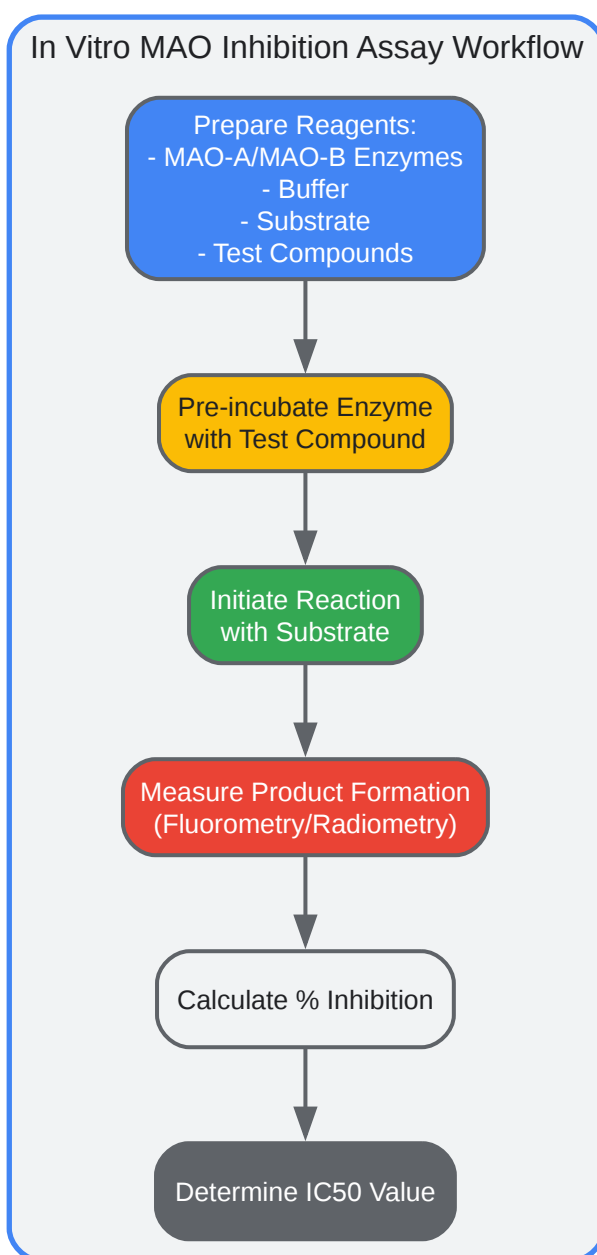 In Vitro MAO Inhibition Assay Workflow
Prepare Reagents:
- MAO-A/MAO-B Enzymes
- Buffer
- Substrate
- Test Compounds
Pre-incubate Enzyme
with Test Compound
Initiate Reaction
with Substrate
Measure Product Formation
(Fluorometry/Radiometry)
Calculate % Inhibition
Determine IC50 Value